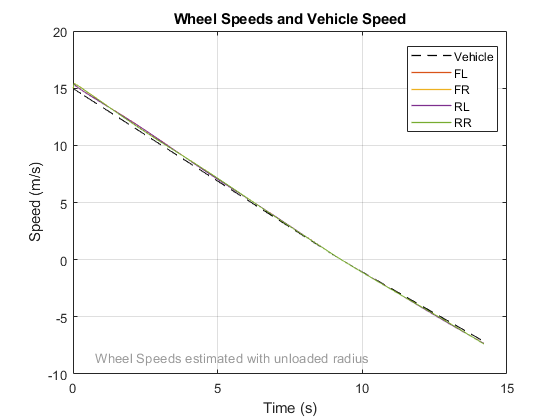 Wheel Speeds and Vehicle Speed
20
15
10
5
0
-5
-10
Speed (m/s)
Vehicle
FL
FR
RL
RR
Wheel Speeds estimated with unloaded radius
0
5
10
15
Time (s)